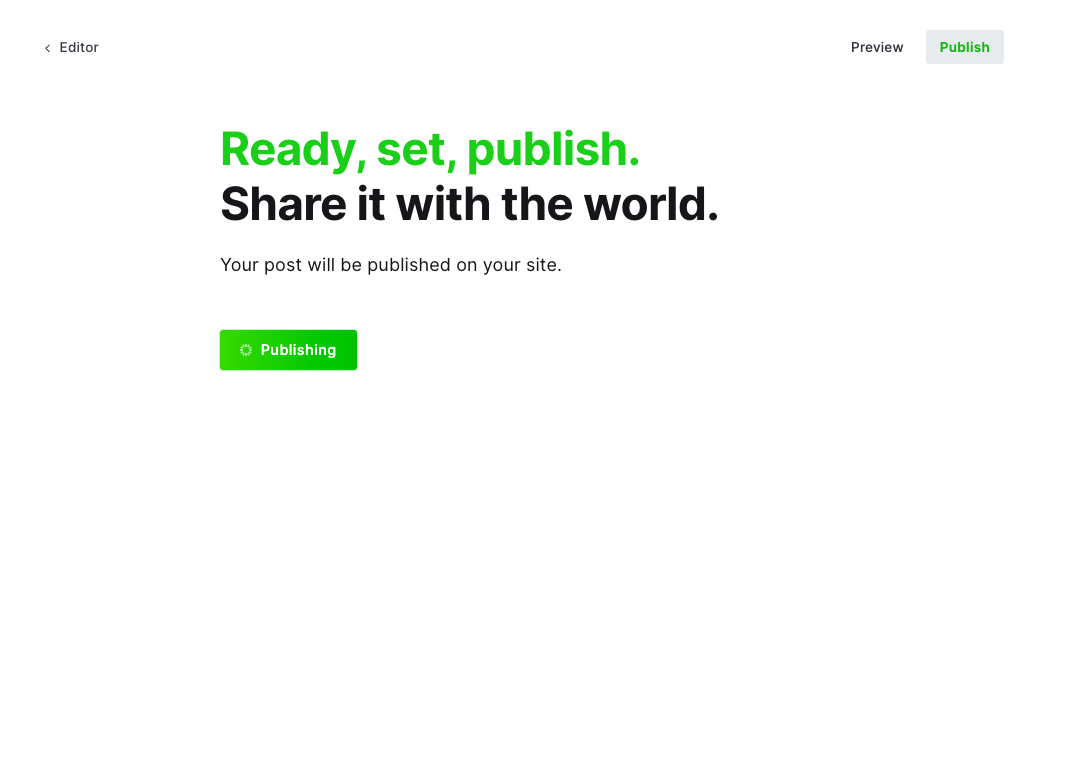 Editor
Preview
Publish
Ready, set, publish.
Share it with the world.
Your post will be published on your site.
Publishing